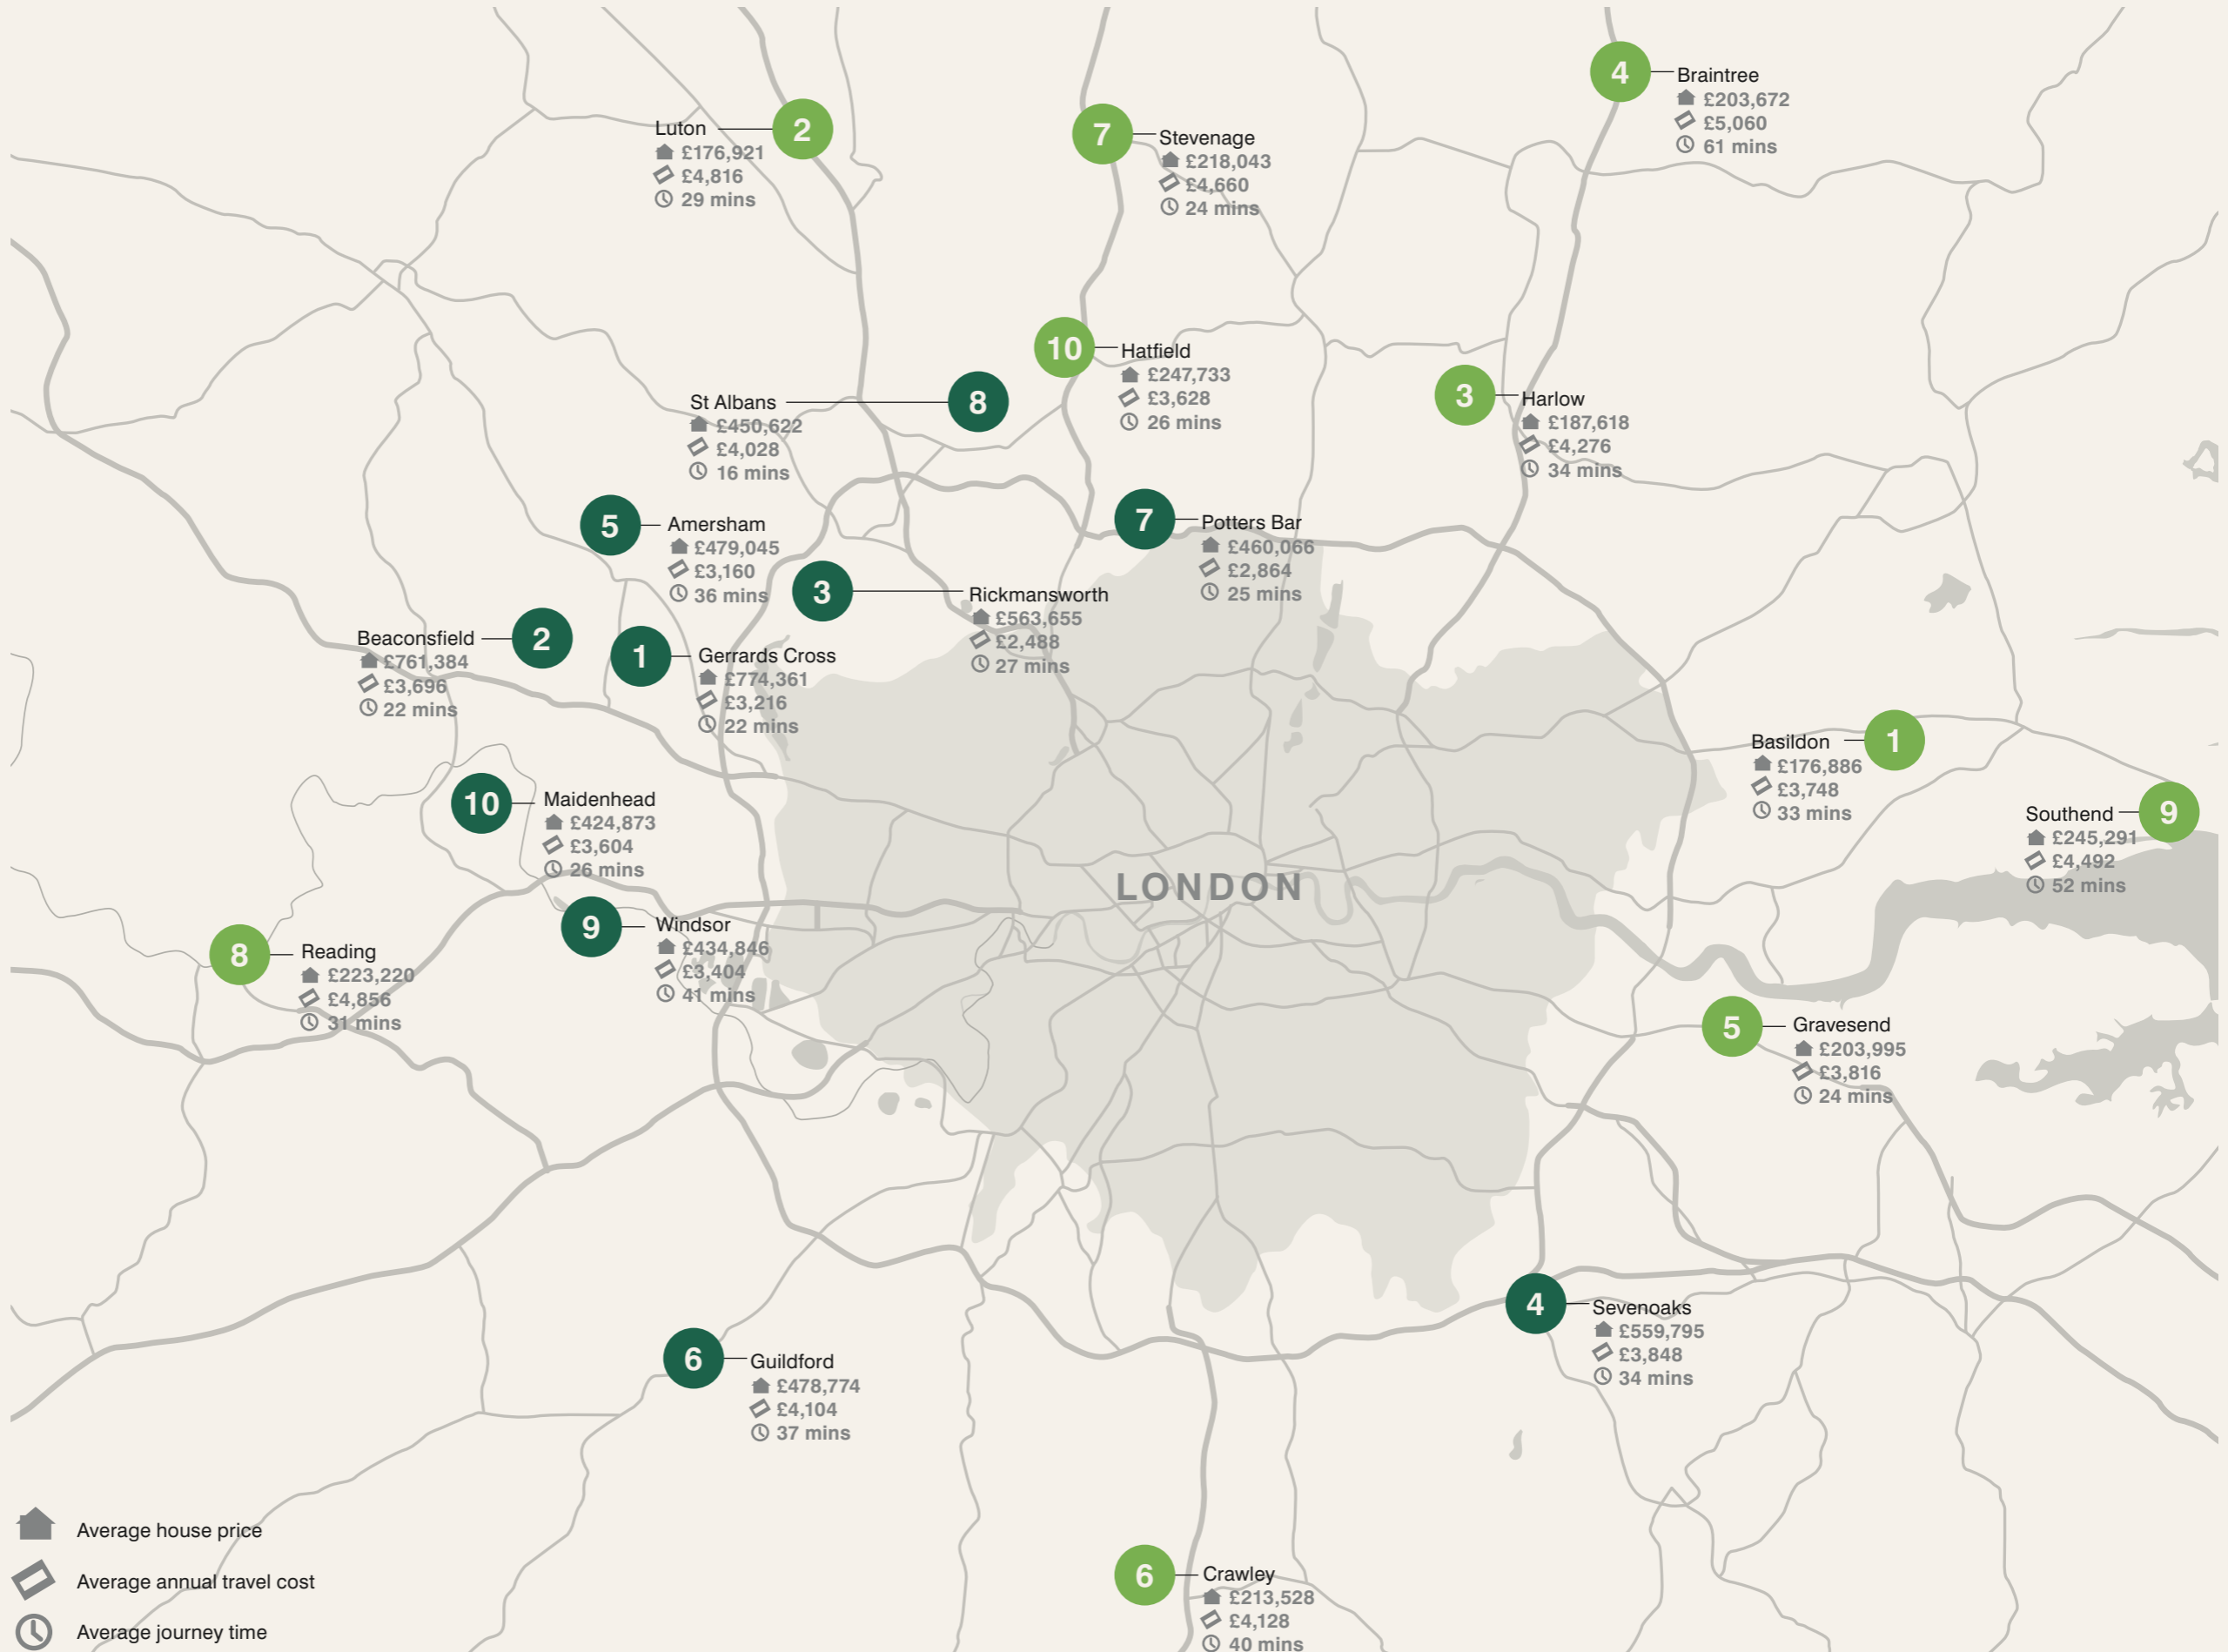 4
Braintree
£203,672
£5,060
61 mins
Luton
2
£176,921
£4,816
29 mins
7
Stevenage
£218,043
£4,660
24 mins
10
Hatfield
£247,733
£3,628
26 mins
St Albans
8
£450,622
£4,028
16 mins
3
Harlow
£187,618
£4,276
34 mins
5
Amersham
£479,045
£3,160
36 mins
7
Potters Bar
£460,066
£2,864
25 mins
3
Rickmansworth
£563,655
£2,488
27 mins
Beaconsfield
2
£761,384
£3,696
22 mins
1
Gerrards Cross
£774,361
£3,216
22 mins
Basildon
1
£176,886
£3,748
33 mins
10
Maidenhead
£424,873
£3,604
26 mins
Southend
9
£245,291
£4,492
52 mins
LONDON
9
Windsor
£434,846
£3,404
41 mins
8
Reading
£223,220
£4,856
31 mins
5
Gravesend
£203,995
£3,816
24 mins
4
Sevenoaks
£559,795
£3,848
34 mins
6
Guildford
£478,774
£4,104
37 mins
6
Crawley
£213,528
£4,128
40 mins
Average house price
Average annual travel cost
Average journey time